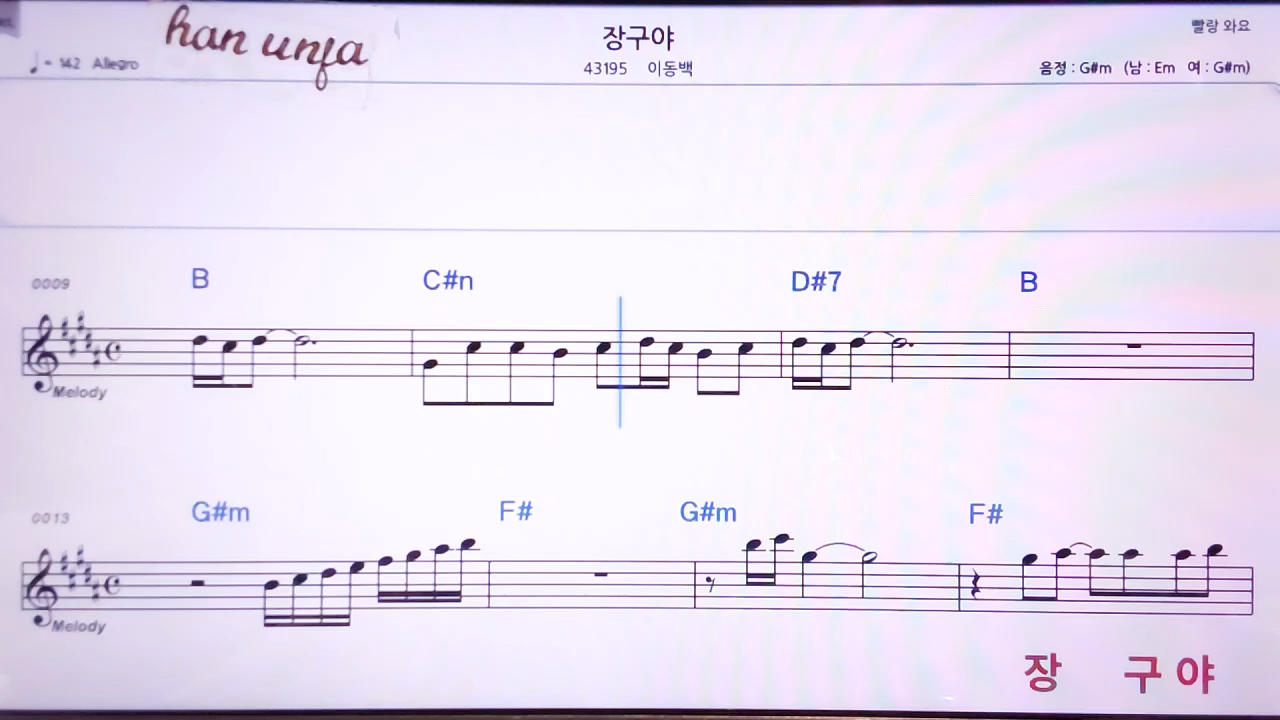 han unja
장구야
빨랑 와요
♩= 142 Allegro
43195 이동백
음정 : G#m (남 : Em 여 : G#m)
0009 B C#n D#7 B
Melody
0013 G#m F# G#m F#
Melody
장 구 야